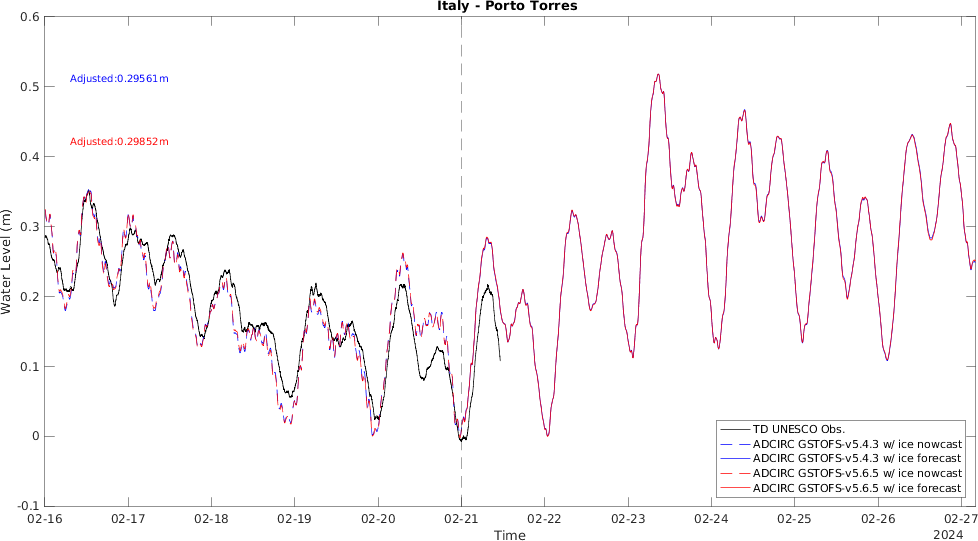 Italy - Porto Torres
0.6
0.5
0.4
0.3
0.2
0.1
0
-0.1
Water Level (m)
Adjusted:0.29561m
Adjusted:0.29852m
TD UNESCO Obs.
ADCIRC GSTOFS-v5.4.3 w/ ice nowcast
ADCIRC GSTOFS-v5.4.3 w/ ice forecast
ADCIRC GSTOFS-v5.6.5 w/ ice nowcast
ADCIRC GSTOFS-v5.6.5 w/ ice forecast
02-16 02-17 02-18 02-19 02-20 02-21 02-22 02-23 02-24 02-25 02-26 02-27
Time
2024